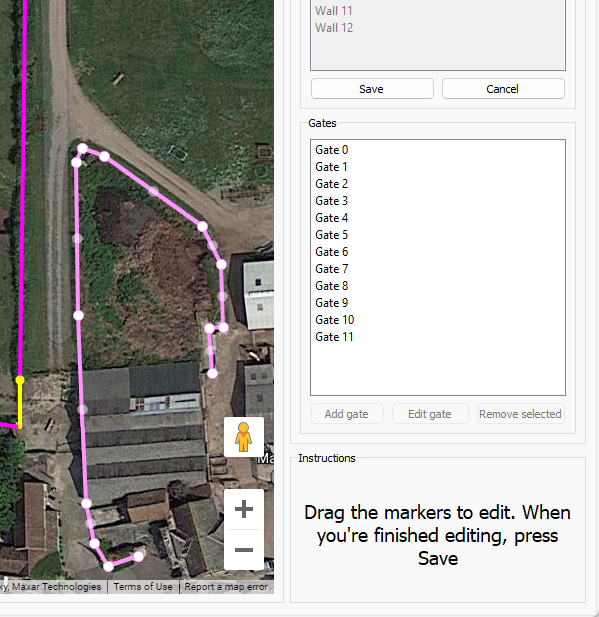 Wall 11
Wall 12
Save
Cancel
Gates
Gate 0
Gate 1
Gate 2
Gate 3
Gate 4
Gate 5
Gate 6
Gate 7
Gate 8
Gate 9
Gate 10
Gate 11
Add gate
Edit gate
Remove selected
Ma
Instructions
Drag the markers to edit. When
you're finished editing, press
Save
ky, Maxar Technologies
Terms of Use
Report a map error